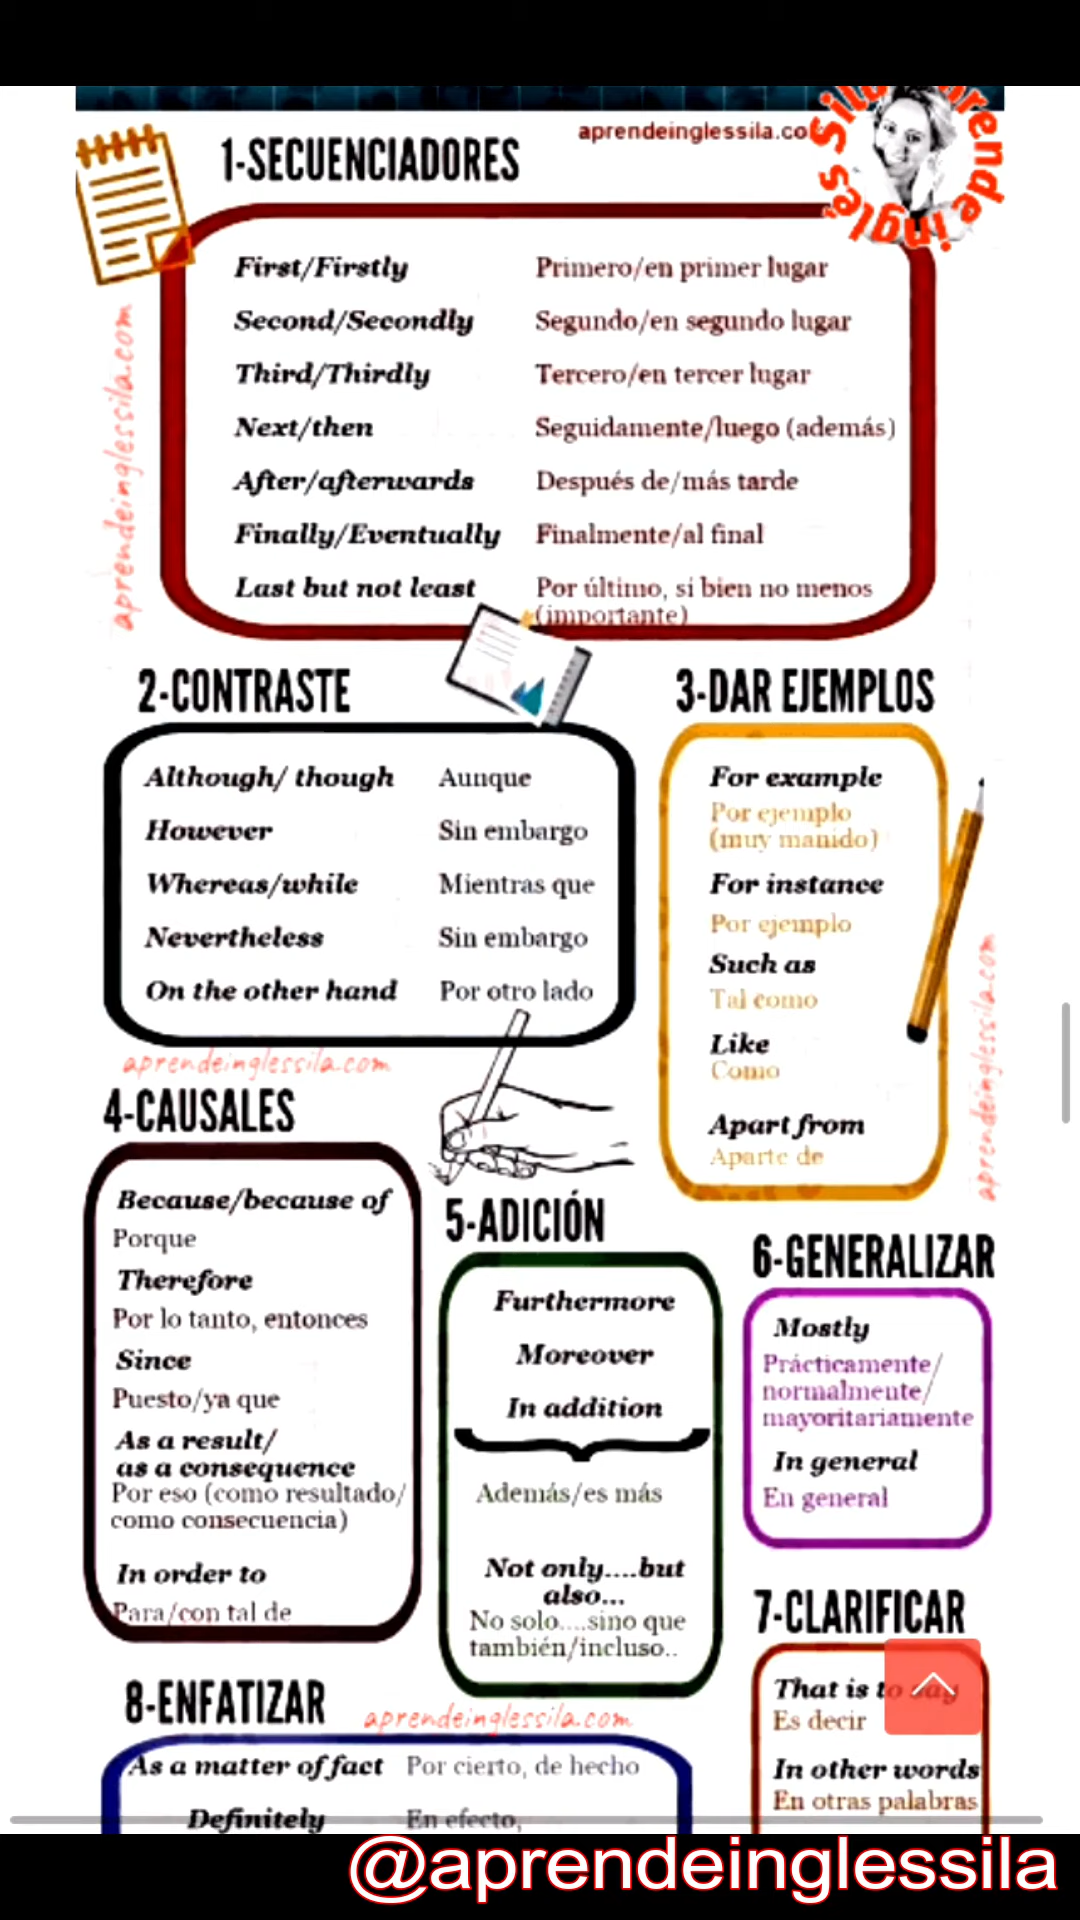 aprendeinglessila.co
Aprende inglés Sila
1-SECUENCIADORES
First/Firstly Primero/en primer lugar
Second/Secondly Segundo/en segundo lugar
Third/Thirdly Tercero/en tercer lugar
Next/then Seguidamente/luego (además)
After/afterwards Después de/más tarde
Finally/Eventually Finalmente/al final
Last but not least Por último, si bien no menos
(importante)
aprendeinglessila.com
2-CONTRASTE
Although/ though Aunque
However Sin embargo
Whereas/while Mientras que
Nevertheless Sin embargo
On the other hand Por otro lado
aprendeinglessila.com
3-DAR EJEMPLOS
For example
Por ejemplo
(muy manido)
For instance
Por ejemplo
Such as
Tal como
Like
Como
Apart from
Aparte de
aprendeinglessila.com
4-CAUSALES
Because/because of
Porque
Therefore
Por lo tanto, entonces
Since
Puesto/ya que
As a result/
as a consequence
Por eso (como resultado/
como consecuencia)
In order to
Para/con tal de
5-ADICIÓN
Furthermore
Moreover
In addition
Además/es más
Not only....but
also...
No solo....sino que
también/incluso..
6-GENERALIZAR
Mostly
Prácticamente/
normalmente/
mayoritariamente
In general
En general
7-CLARIFICAR
That is to say
Es decir
In other words
En otras palabras
8-ENFATIZAR
aprendeinglessila.com
As a matter of fact Por cierto, de hecho
Definitely En efecto,
@aprendeinglessila